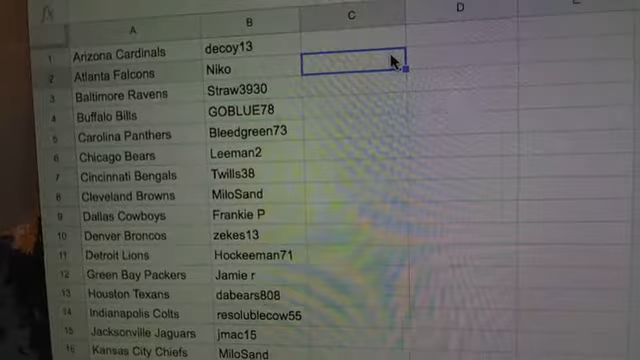 fx
A B C D
1 Arizona Cardinals decoy13
2 Atlanta Falcons Niko
3 Baltimore Ravens Straw3930
4 Buffalo Bills GOBLUE78
5 Carolina Panthers Bleedgreen73
6 Chicago Bears Leeman2
7 Cincinnati Bengals Twills38
8 Cleveland Browns MiloSand
9 Dallas Cowboys Frankie P
10 Denver Broncos zekes13
11 Detroit Lions Hockeeman71
12 Green Bay Packers Jamie r
13 Houston Texans dabears808
14 Indianapolis Colts resolublecow55
15 Jacksonville Jaguars jmac15
16 Kansas City Chiefs MiloSand